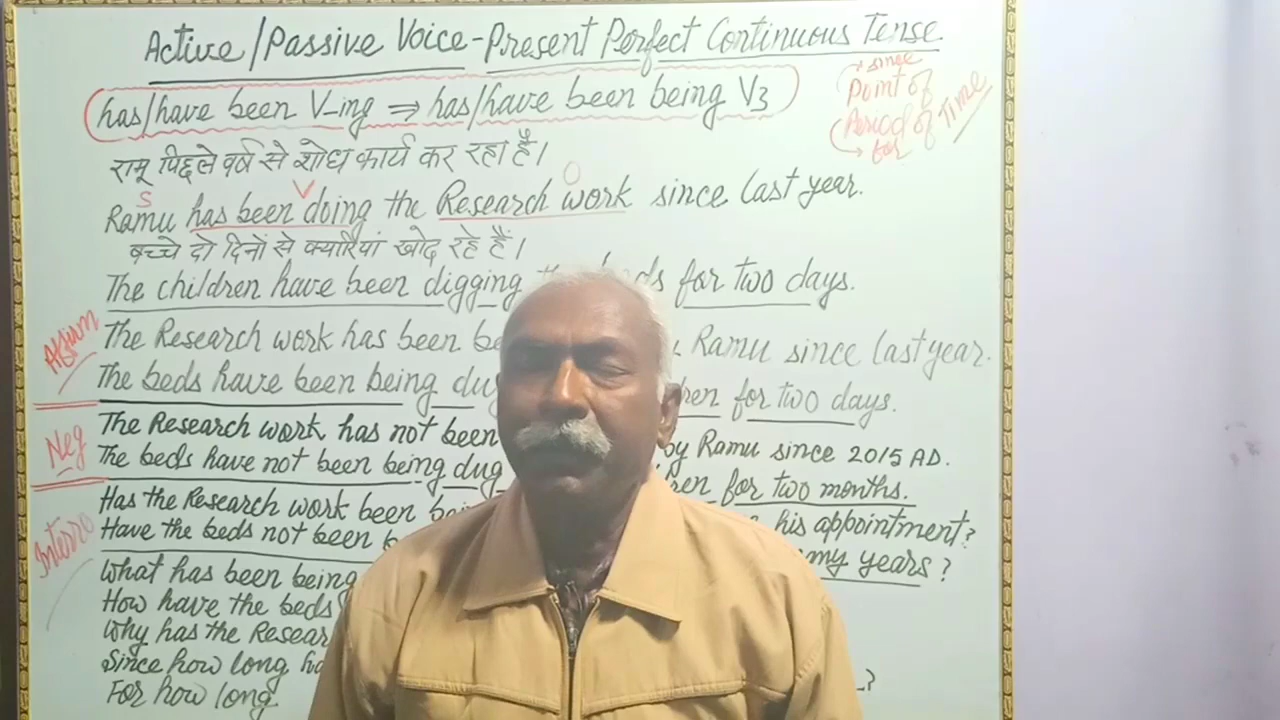 Active/Passive Voice-Present Perfect Continuous Tense
has/have been V-ing ⇒ has/have been being V3
since
Point of
Period of TIME
for
रामू पिछले वर्ष से शोध कार्य कर रहा है।
S V O
Ramu has been doing the Research work since last year.
बच्चे दो दिनों से क्यारियां खोद रहे हैं।
The children have been digging for two days.
Affirm
The Research work has been Ramu since last year.
The beds have been being for two days.
Neg
The Research work has not been by Ramu since 2015 AD.
The beds have not been being dug for two months.
Interro
Has the Research work been his appointment?
Have the beds not been years?
What has been being
How have the beds
Why has the
Since how long
For how long ?